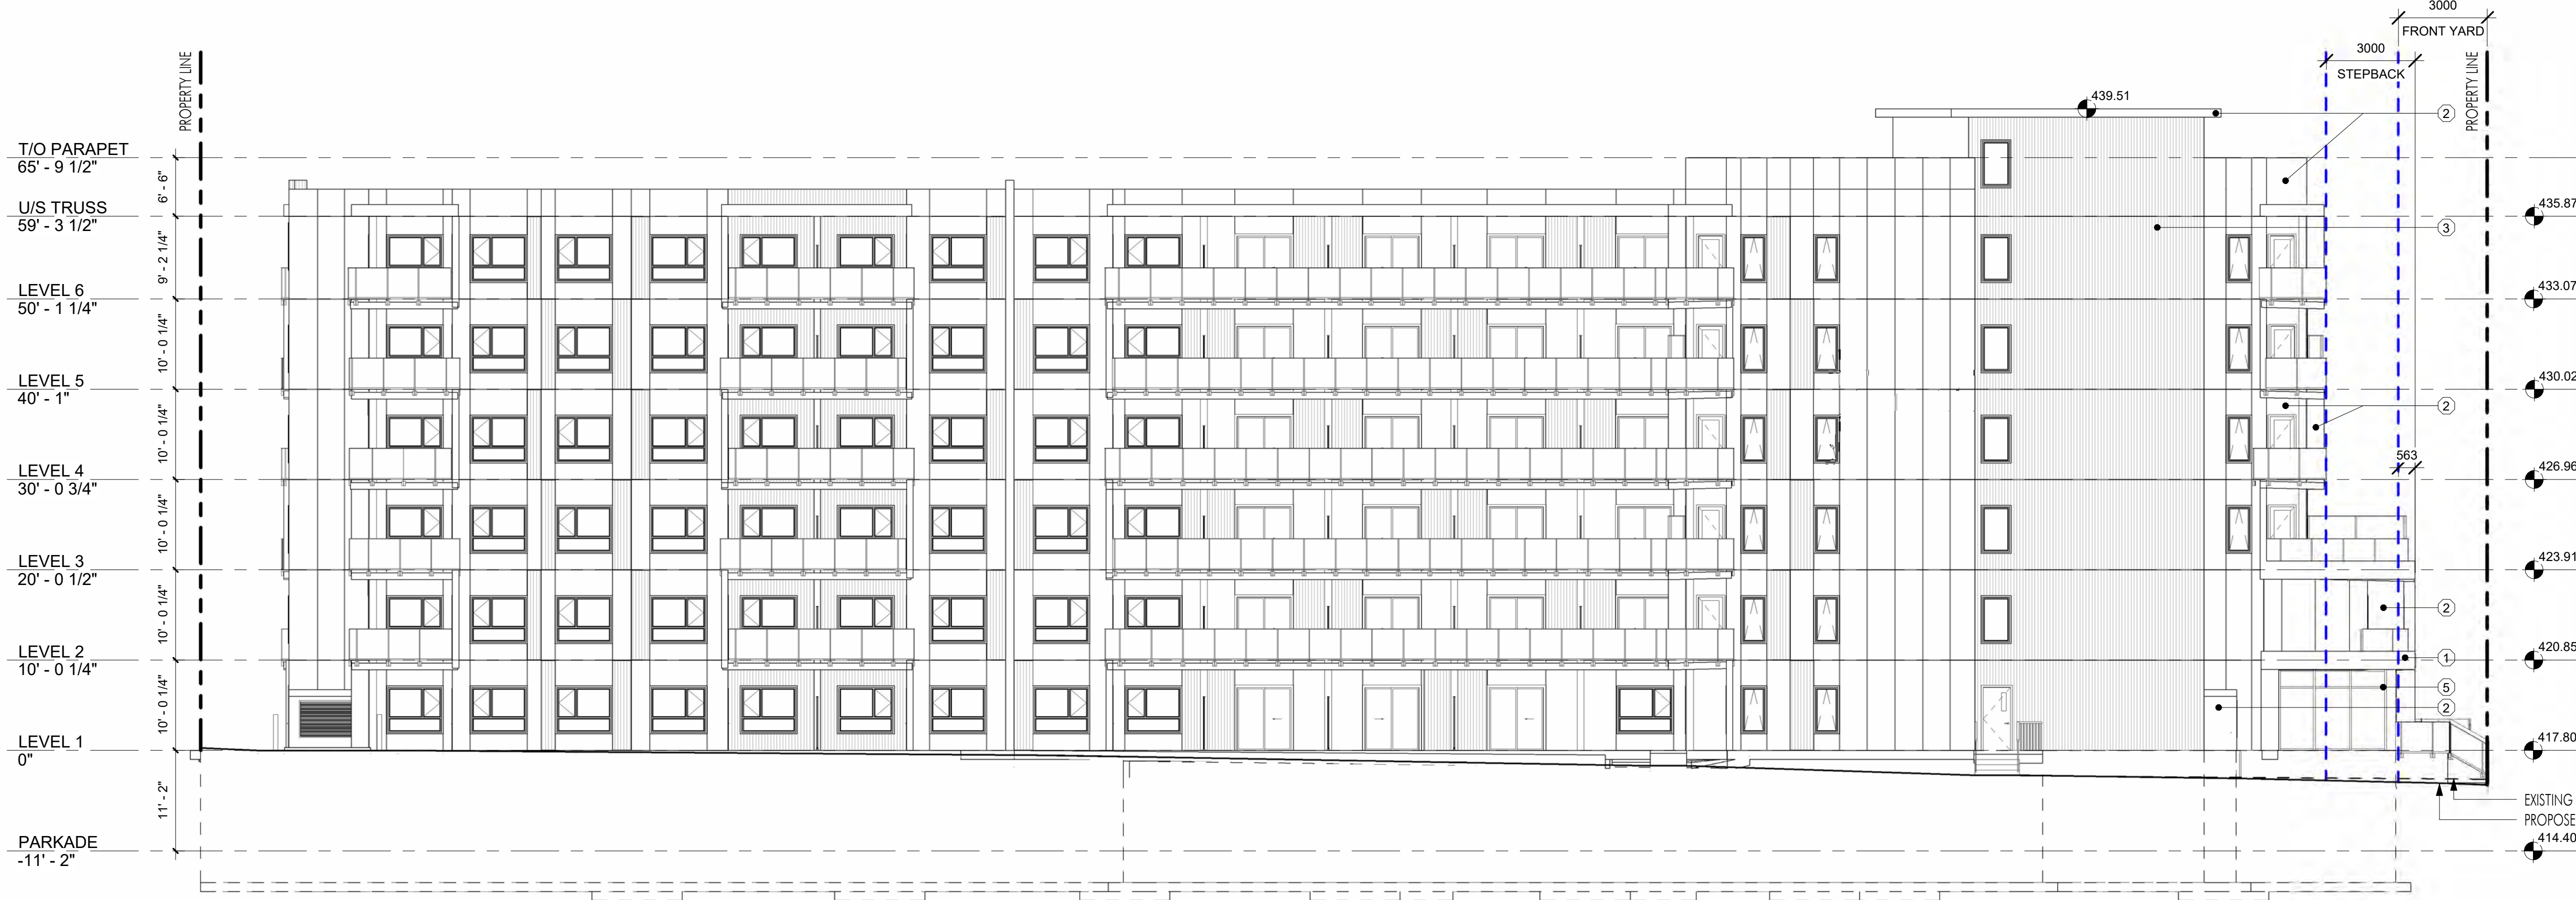 3000
FRONT YARD
3000
STEPBACK
PROPERTY LINE
PROPERTY LINE
439.51
2
T/O PARAPET
65' - 9 1/2"
6' - 6"
U/S TRUSS
59' - 3 1/2"
435.87
3
9' - 2 1/4"
LEVEL 6
50' - 1 1/4"
433.07
10' - 0 1/4"
LEVEL 5
40' - 1"
430.02
2
10' - 0 1/4"
563
LEVEL 4
30' - 0 3/4"
426.96
10' - 0 1/4"
LEVEL 3
20' - 0 1/2"
423.91
10' - 0 1/4"
2
LEVEL 2
10' - 0 1/4"
420.85
1
5
10' - 0 1/4"
2
LEVEL 1
0"
417.80
11' - 2"
EXISTING
PROPOSE
PARKADE
-11' - 2"
414.40